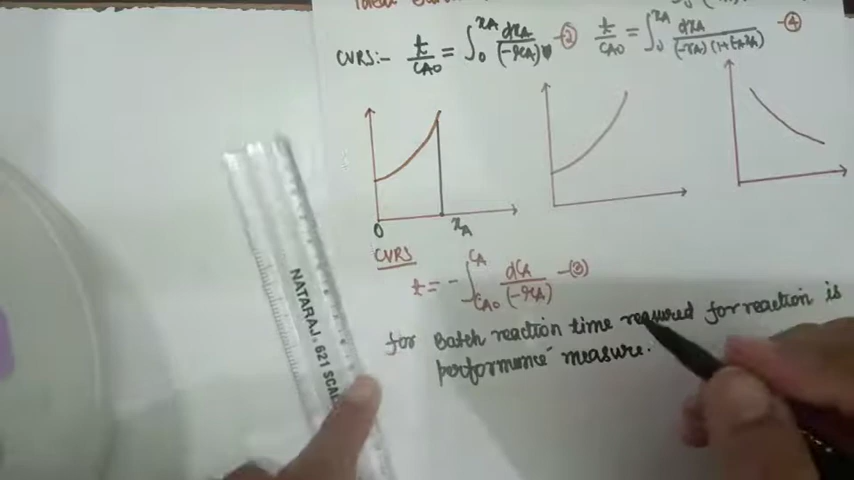 CVRS:- t/CA0 = ∫₀^xA dxA/(-rA) -② t/CA0 = ∫₀^xA dxA/(-rA)(1+εAxA) -④
0 xA
CVRS
t = - ∫CA0^CA dCA/(-rA) -③
for Batch reaction time required for reaction is
performance measure.
NATARAJ 621 SCALE